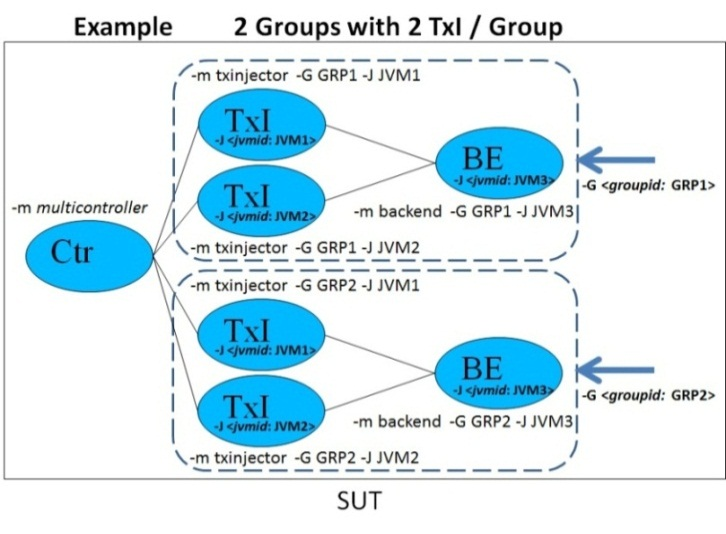 Example 2 Groups with 2 TxI / Group
-m txinjector -G GRP1 -J JVM1
TxI
-J <jvmid: JVM1>
BE
-J <jvmid: JVM3>
-G <groupid: GRP1>
TxI
-J <jvmid: JVM2>
-m backend -G GRP1 -J JVM3
-m multicontroller
Ctr
-m txinjector -G GRP1 -J JVM2
-m txinjector -G GRP2 -J JVM1
TxI
-J <jvmid: JVM1>
BE
-J <jvmid: JVM3>
-G <groupid: GRP2>
TxI
-J <jvmid: JVM2>
-m backend -G GRP2 -J JVM3
-m txinjector -G GRP2 -J JVM2
SUT